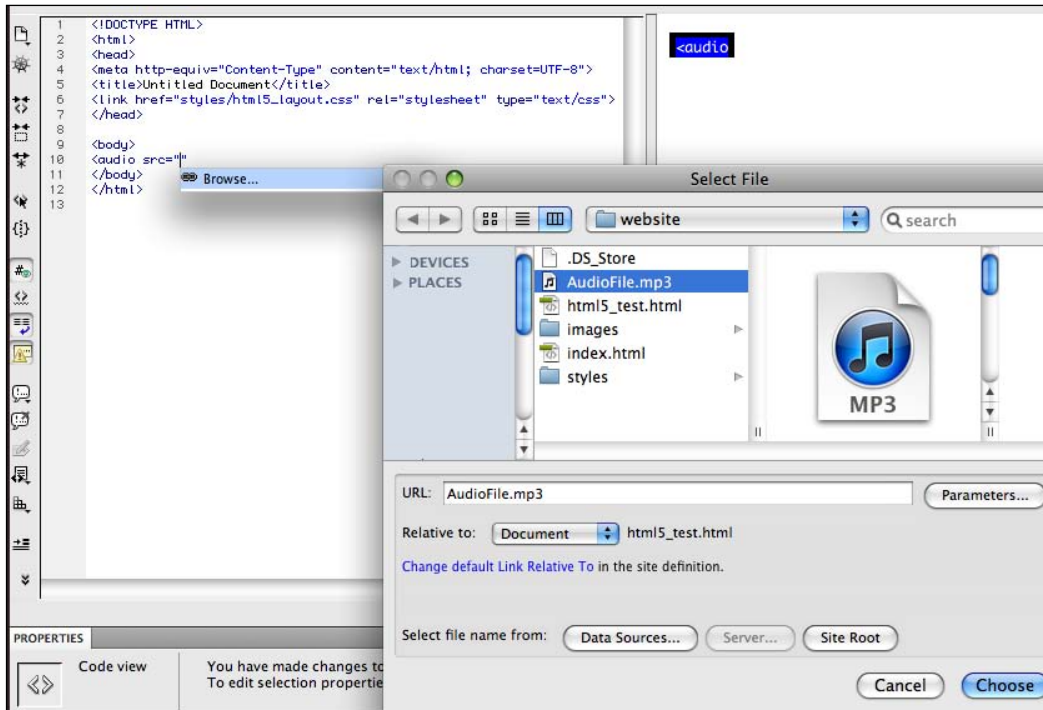 1 <!DOCTYPE HTML>
2 <html>
3 <head>
4 <meta http-equiv="Content-Type" content="text/html; charset=UTF-8">
5 <title>Untitled Document</title>
6 <link href="styles/html5_layout.css" rel="stylesheet" type="text/css">
7 </head>
8
9 <body>
10 <audio src=""
11 </body>
12 </html>
13
Browse...
<audio
Select File
website
search
DEVICES
PLACES
.DS_Store
AudioFile.mp3
html5_test.html
images
index.html
styles
MP3
URL: AudioFile.mp3
Parameters...
Relative to: Document html5_test.html
Change default Link Relative To in the site definition.
Select file name from: Data Sources... Server... Site Root
Cancel Choose
PROPERTIES
Code view
You have made changes to
To edit selection propertie